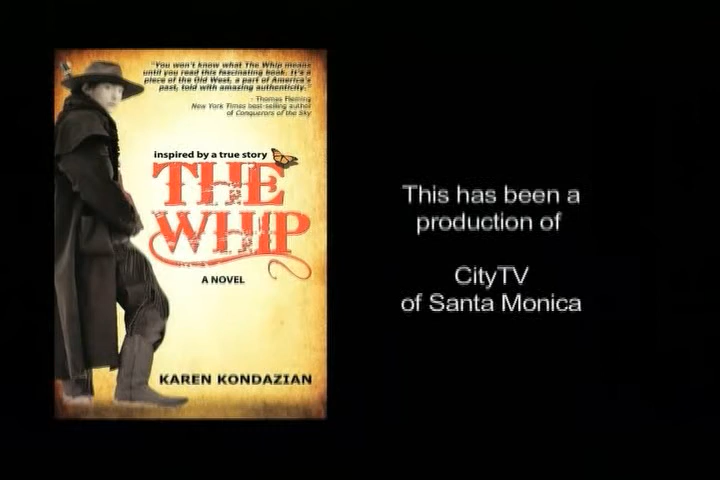 "You won't know what The Whip means
until you read this fascinating book. It's a
piece of the Old West, a part of America's
past, told with amazing authenticity."
- Thomas Fleming
New York Times best-selling author
of Conquerors of the Sky
inspired by a true story
THE
WHIP
A NOVEL
KAREN KONDAZIAN
This has been a
production of
CityTV
of Santa Monica